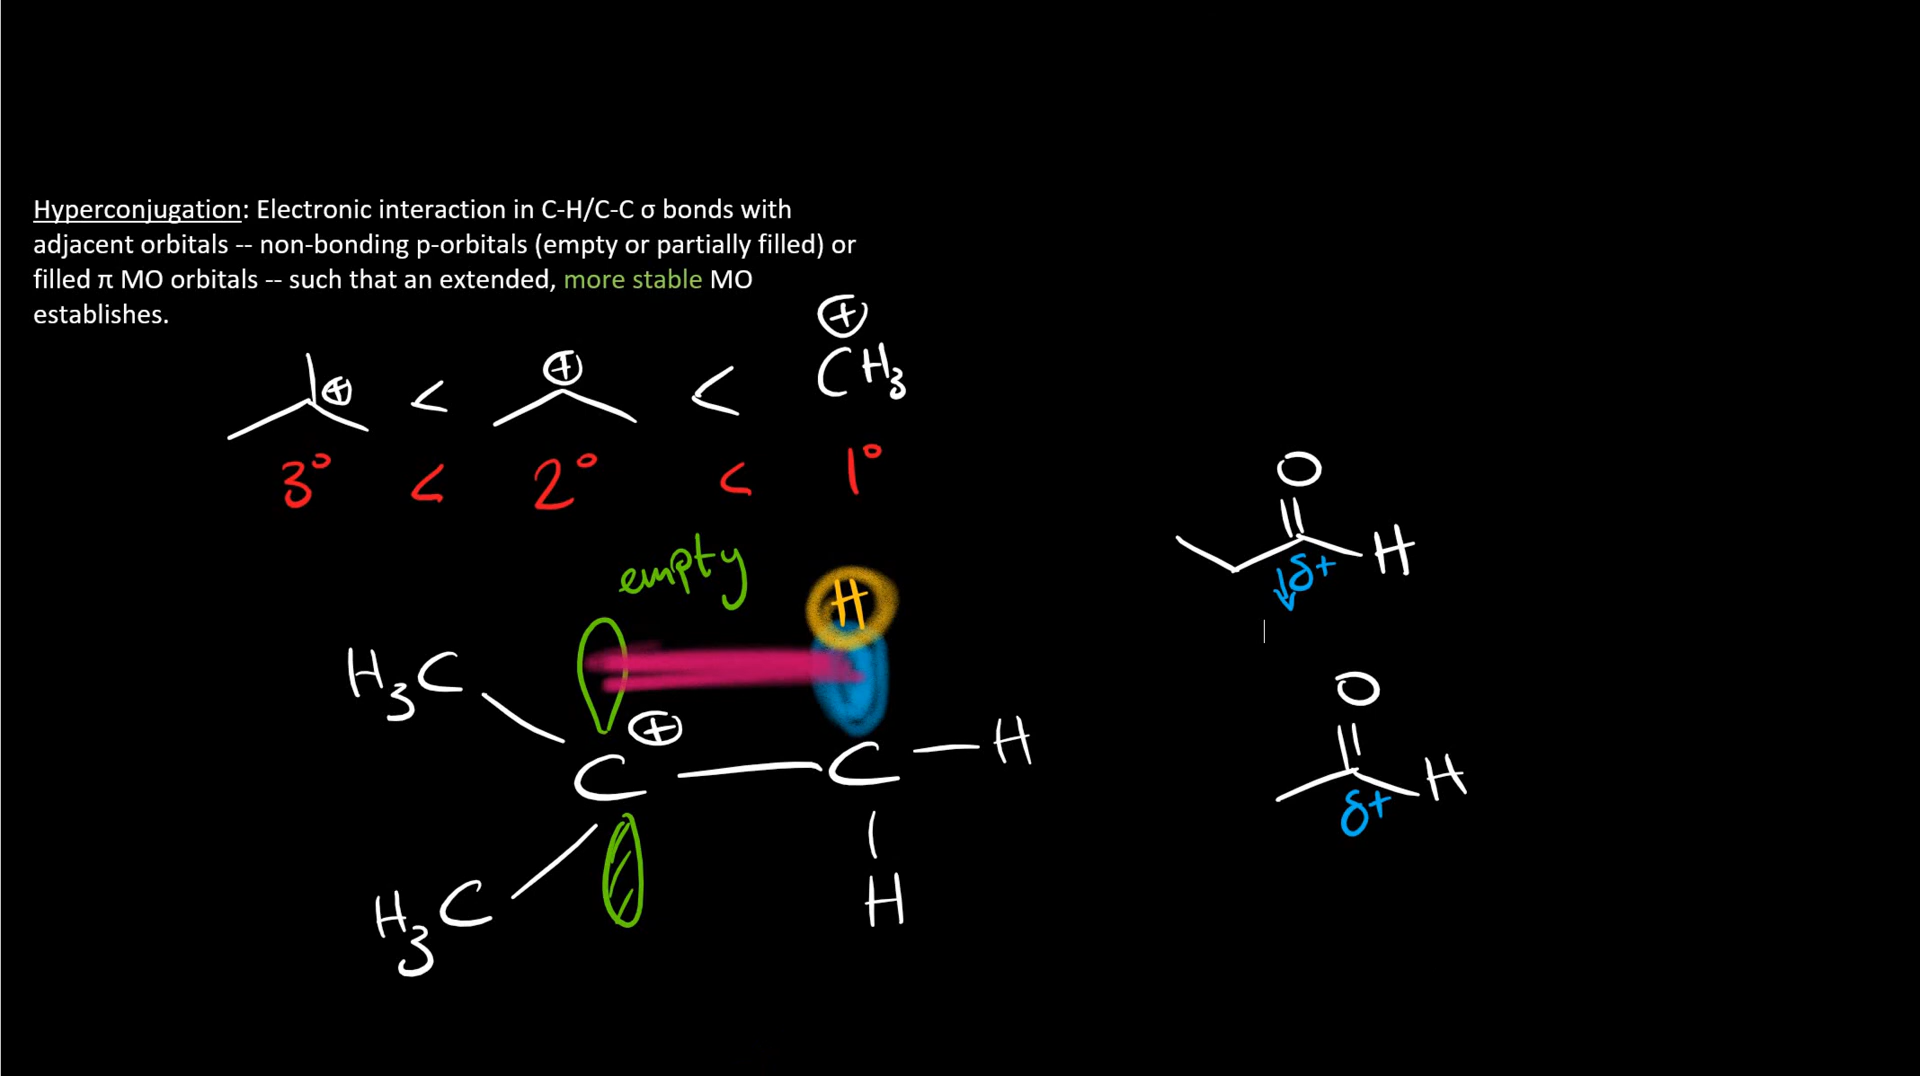 Hyperconjugation: Electronic interaction in C-H/C-C σ bonds with
adjacent orbitals -- non-bonding p-orbitals (empty or partially filled) or
filled π MO orbitals -- such that an extended, more stable MO
establishes.
⊕
⊕ < ⊕ < CH₃
3° < 2° < 1°
empty
H
H₃C
⊕
C — C — H
H
H₃C
O
H
δ+
O
H
δ+